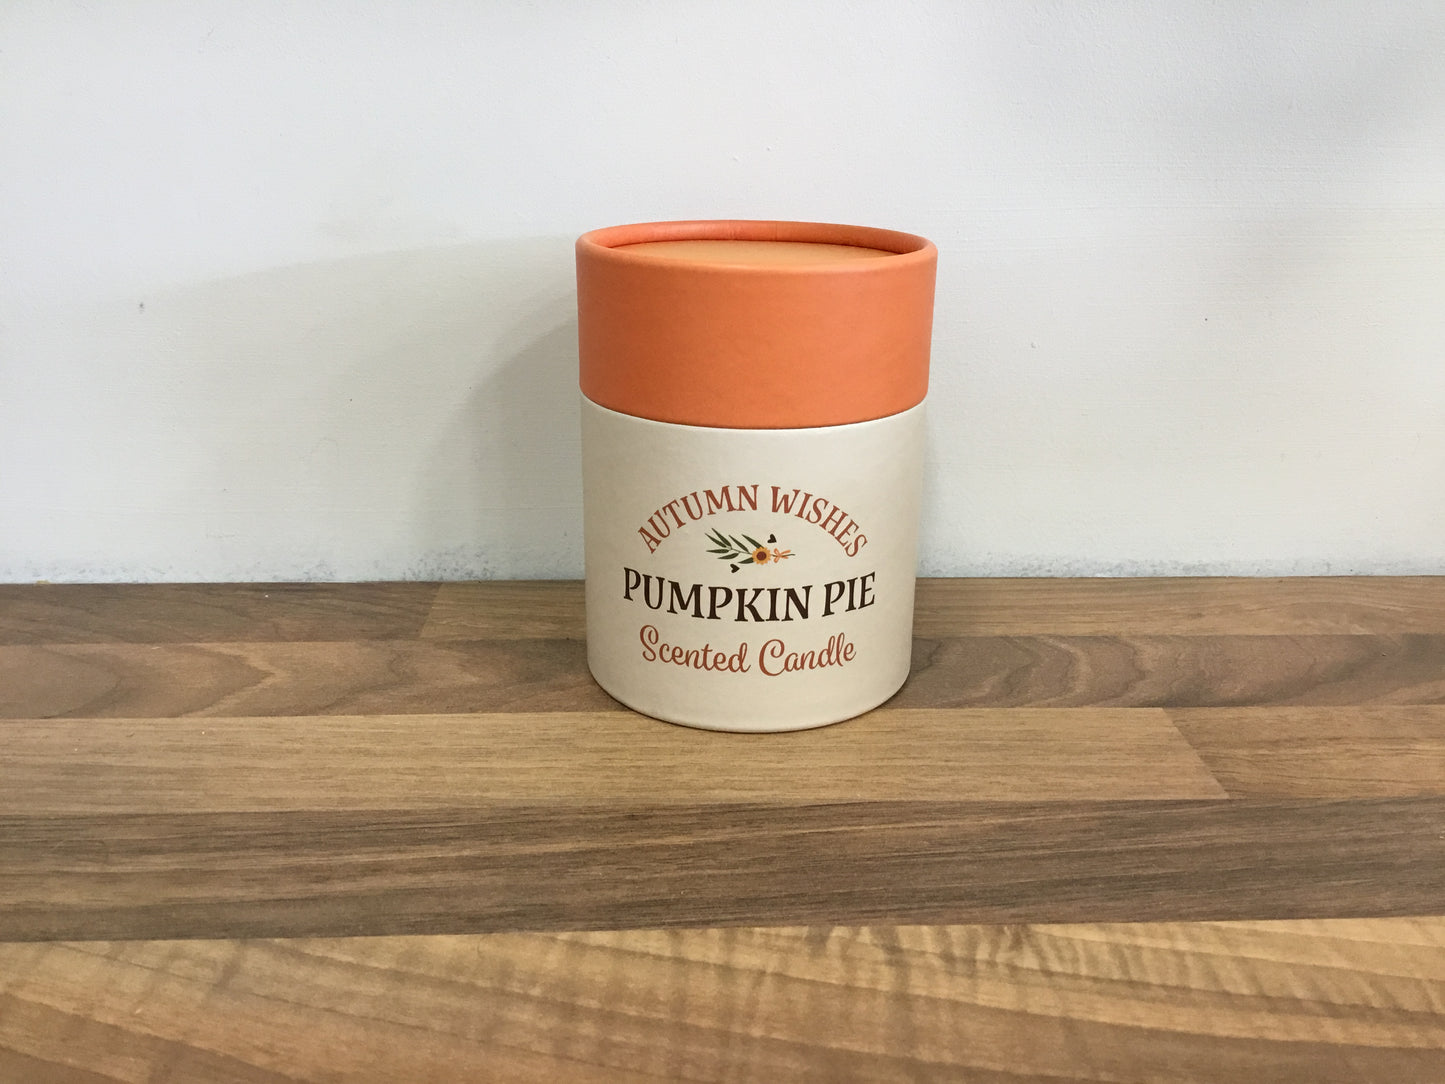 AUTUMN WISHES
PUMPKIN PIE
Scented Candle